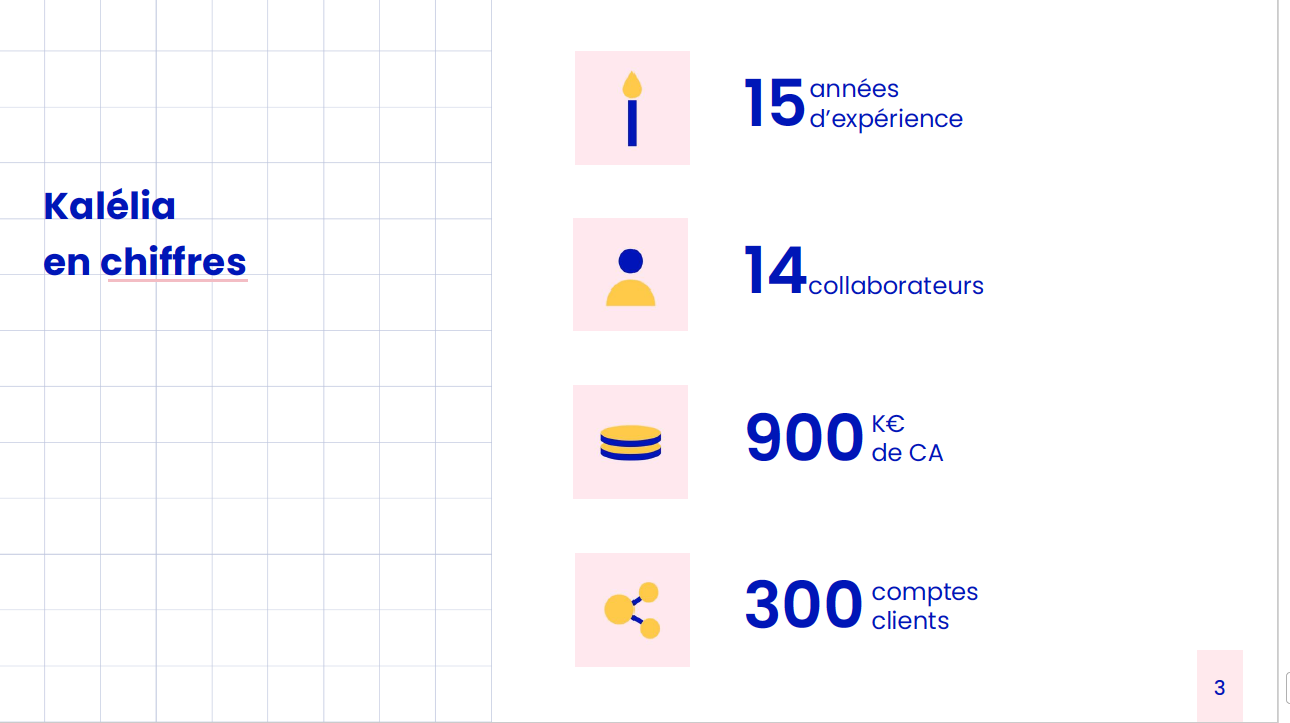 Kalélia
en chiffres
15 années
d’expérience
14 collaborateurs
900 K€
de CA
300 comptes
clients
3